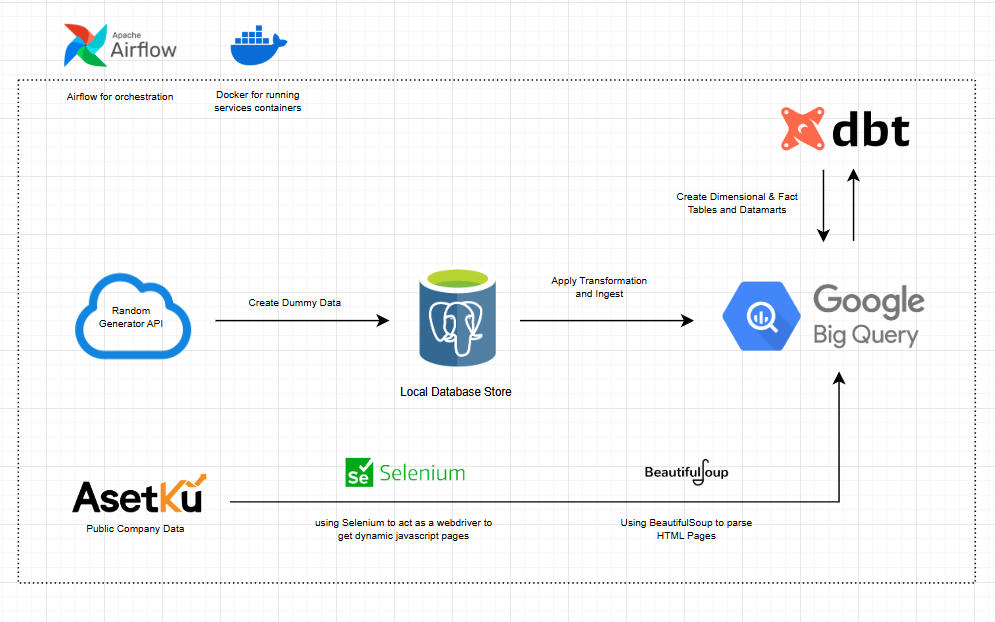 Apache
Airflow
Airflow for orchestration
Docker for running
services containers
dbt
Create Dimensional & Fact
Tables and Datamarts
Random
Generator API
Create Dummy Data
Apply Transformation
and Ingest
Google
Big Query
Local Database Store
Se Selenium
BeautifulSoup
AsetKu
Public Company Data
using Selenium to act as a webdriver to
get dynamic javascript pages
Using BeautifulSoup to parse
HTML Pages